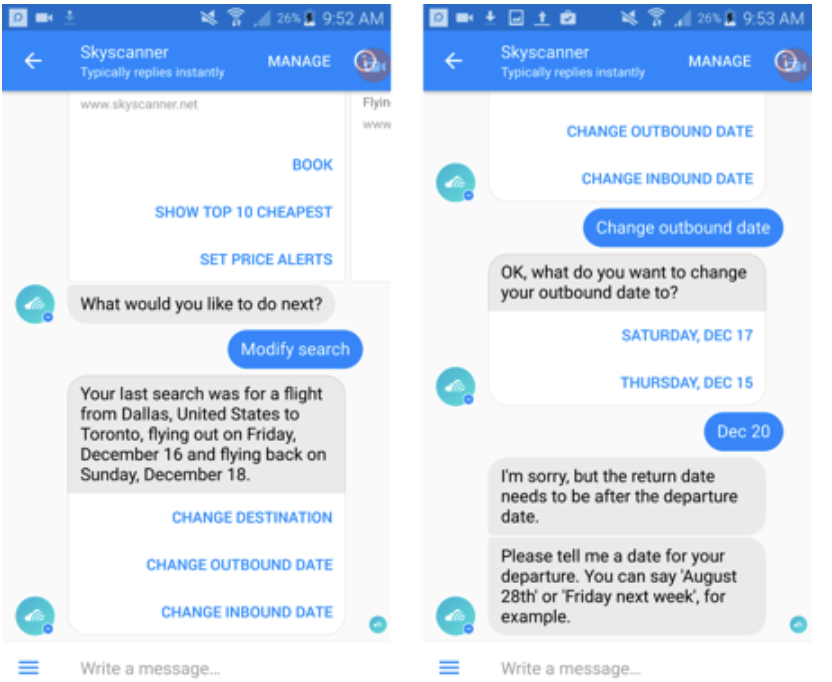 26% 9:52 AM
Skyscanner
Typically replies instantly
MANAGE
www.skyscanner.net
Flyin
www
BOOK
SHOW TOP 10 CHEAPEST
SET PRICE ALERTS
What would you like to do next?
Modify search
Your last search was for a flight
from Dallas, United States to
Toronto, flying out on Friday,
December 16 and flying back on
Sunday, December 18.
CHANGE DESTINATION
CHANGE OUTBOUND DATE
CHANGE INBOUND DATE
Write a message...
26% 9:53 AM
Skyscanner
Typically replies instantly
MANAGE
CHANGE OUTBOUND DATE
CHANGE INBOUND DATE
Change outbound date
OK, what do you want to change
your outbound date to?
SATURDAY, DEC 17
THURSDAY, DEC 15
Dec 20
I'm sorry, but the return date
needs to be after the departure
date.
Please tell me a date for your
departure. You can say 'August
28th' or 'Friday next week', for
example.
Write a message...